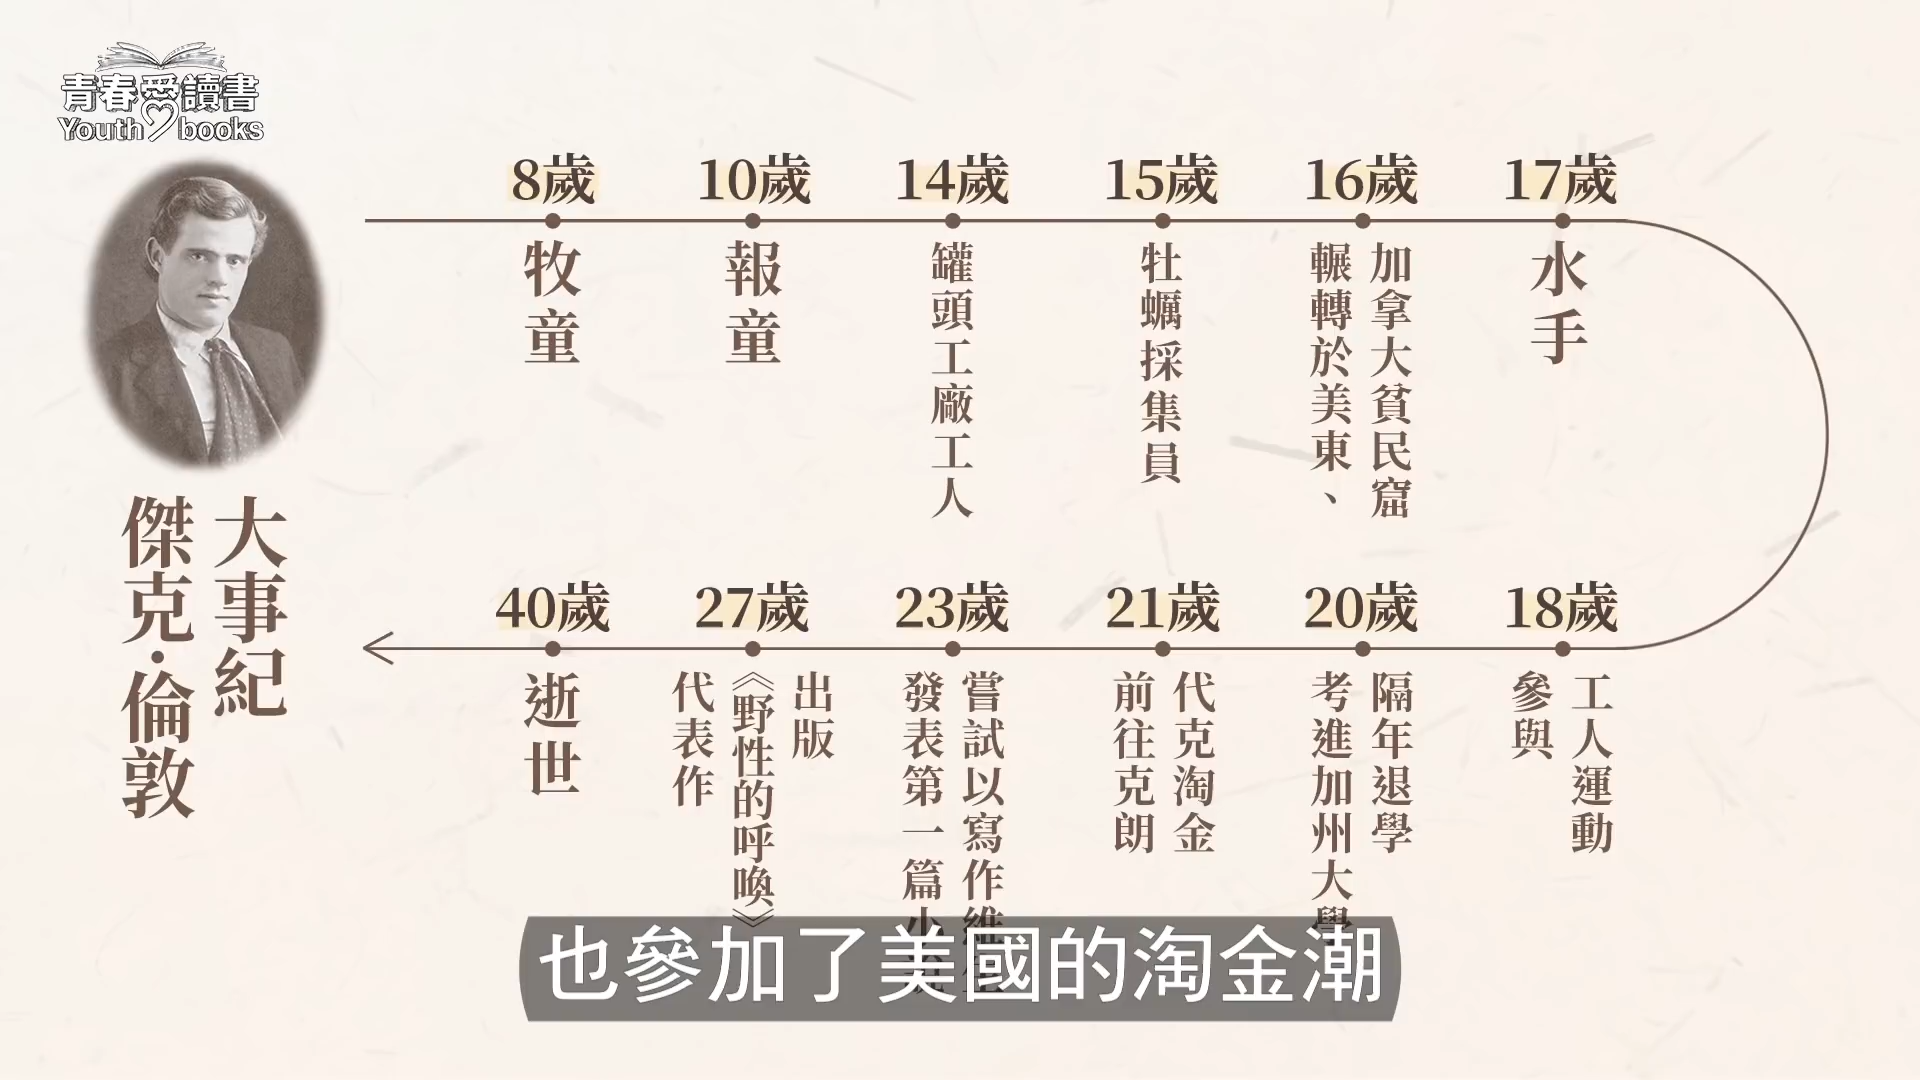 青春愛讀書
Youth books
傑克·倫敦
大事紀
8歲
牧童
10歲
報童
14歲
罐頭工廠工人
15歲
牡蠣採集員
16歲
輾轉於美東、
加拿大貧民窟
17歲
水手
18歲
參與
工人運動
20歲
考進加州大學
隔年退學
21歲
前往克朗
代克淘金
23歲
發表第一篇小說
嘗試以寫作維生
27歲
代表作
《野性的呼喚》
出版
40歲
逝世
也參加了美國的淘金潮